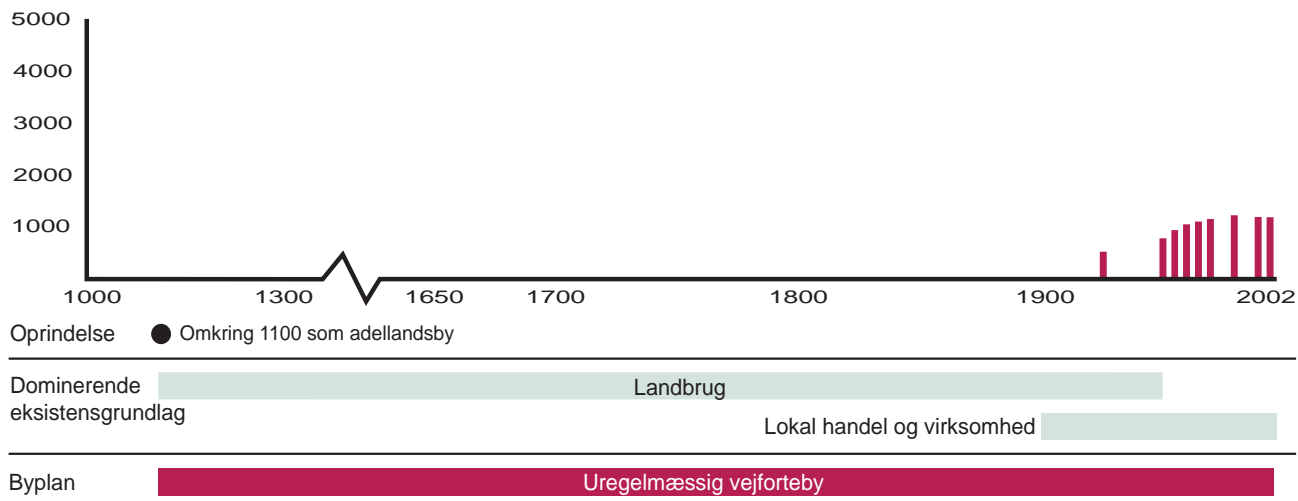 5000
4000
3000
2000
1000
1000 1300 1650 1700 1800 1900 2002
Oprindelse Omkring 1100 som adellandsby
Dominerende
eksistensgrundlag
Landbrug
Lokal handel og virksomhed
Byplan Uregelmæssig vejforteby